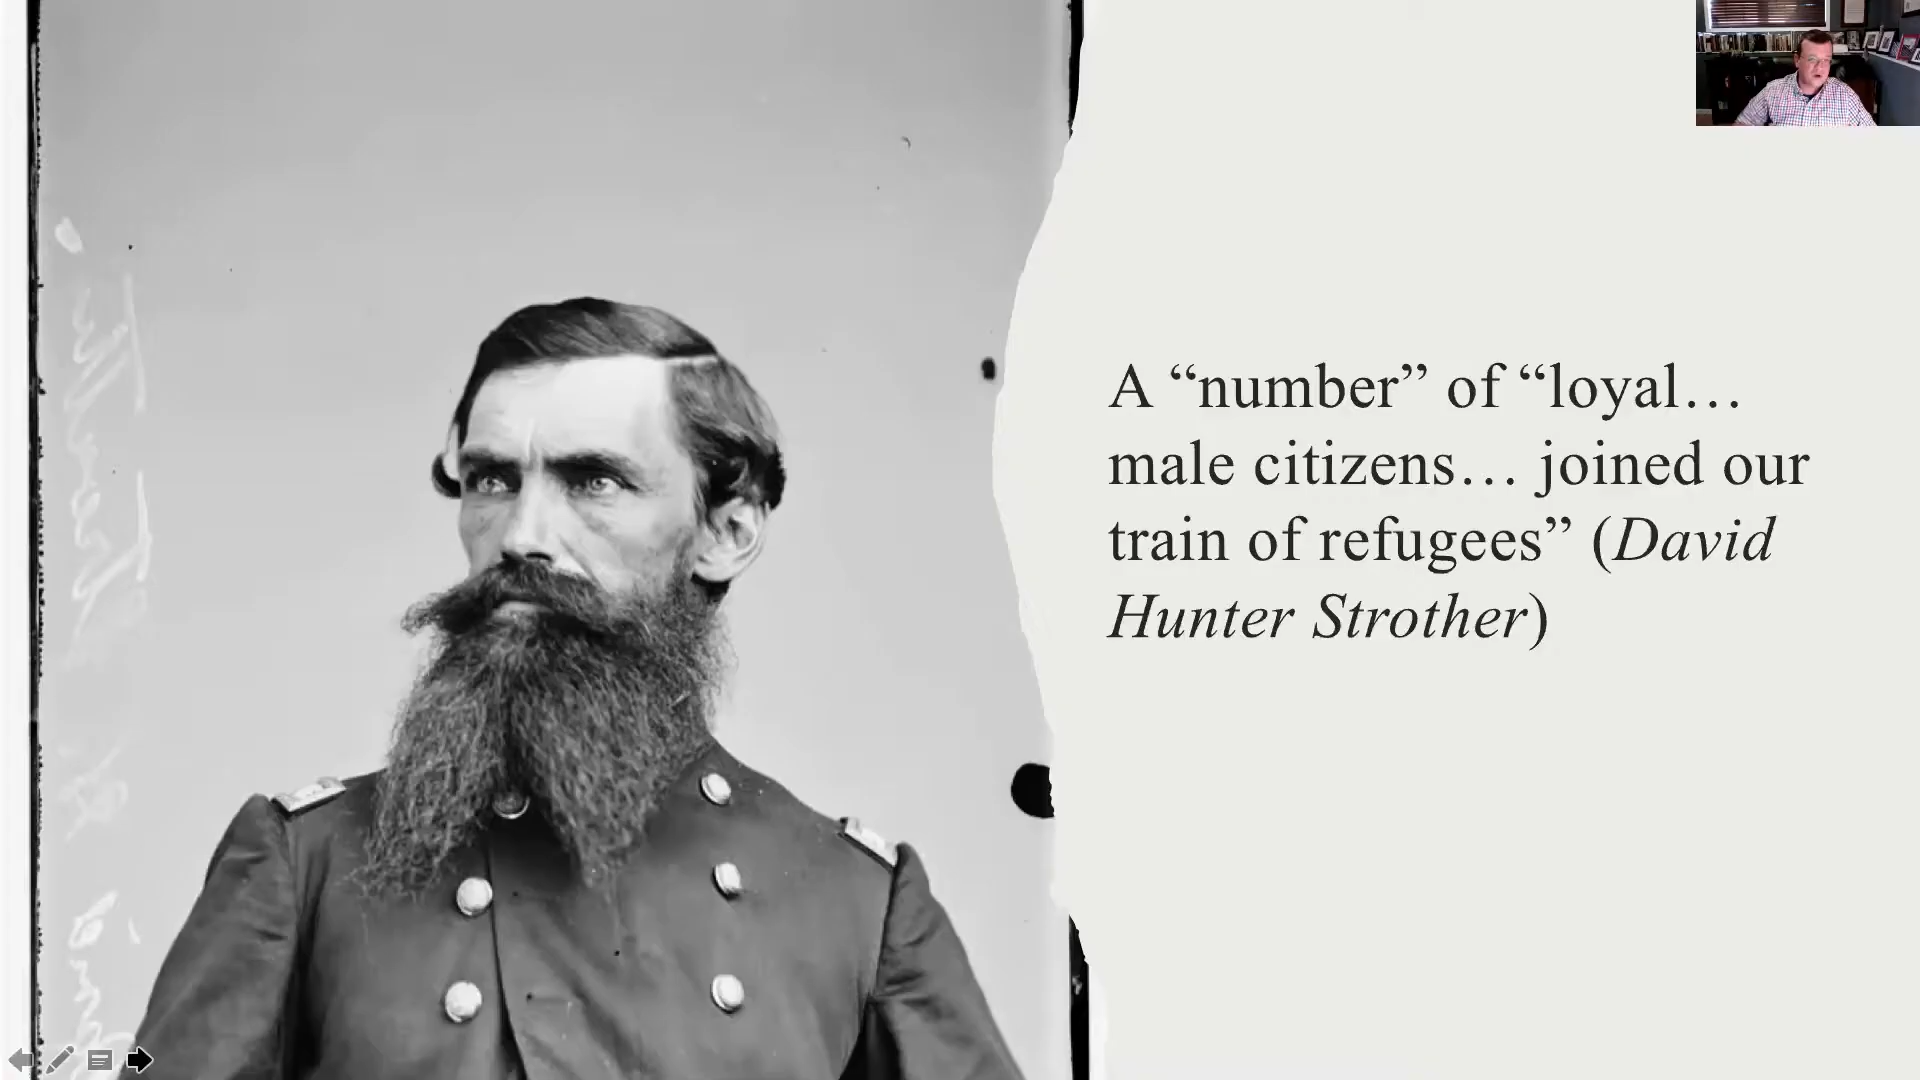 A “number” of “loyal…
male citizens… joined our
train of refugees” (David
Hunter Strother)